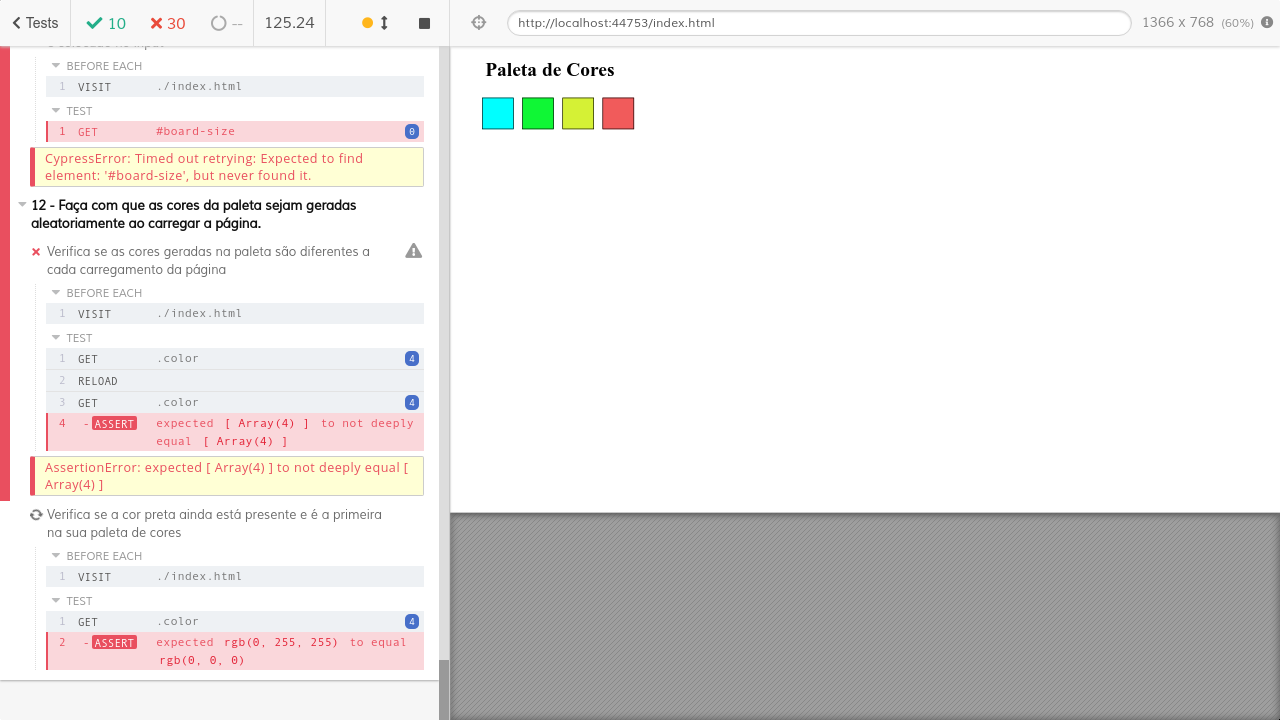 Tests
10
30
--
125.24
http://localhost:44753/index.html
1366 x 768 (60%)
BEFORE EACH
1 VISIT ./index.html
TEST
1 GET #board-size 0
CypressError: Timed out retrying: Expected to find
element: '#board-size', but never found it.
12 - Faça com que as cores da paleta sejam geradas
aleatoriamente ao carregar a página.
Verifica se as cores geradas na paleta são diferentes a
cada carregamento da página
BEFORE EACH
1 VISIT ./index.html
TEST
1 GET .color 4
2 RELOAD
3 GET .color 4
4 -ASSERT expected [ Array(4) ] to not deeply
equal [ Array(4) ]
AssertionError: expected [ Array(4) ] to not deeply equal [
Array(4) ]
Verifica se a cor preta ainda está presente e é a primeira
na sua paleta de cores
BEFORE EACH
1 VISIT ./index.html
TEST
1 GET .color 4
2 -ASSERT expected rgb(0, 255, 255) to equal
rgb(0, 0, 0)
Paleta de Cores